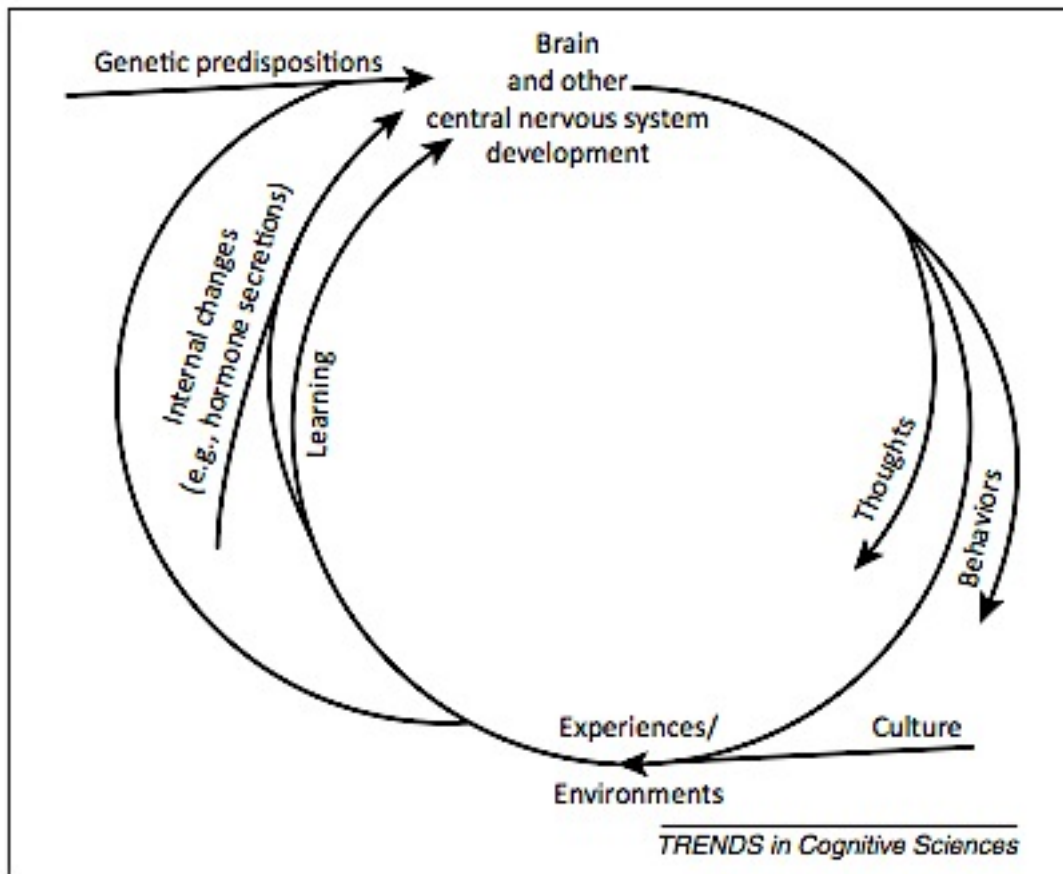 Genetic predispositions
Brain
and other
central nervous system
development
Internal changes
(e.g., hormone secretions)
Learning
Thoughts
Behaviors
Experiences/
Culture
Environments
TRENDS in Cognitive Sciences